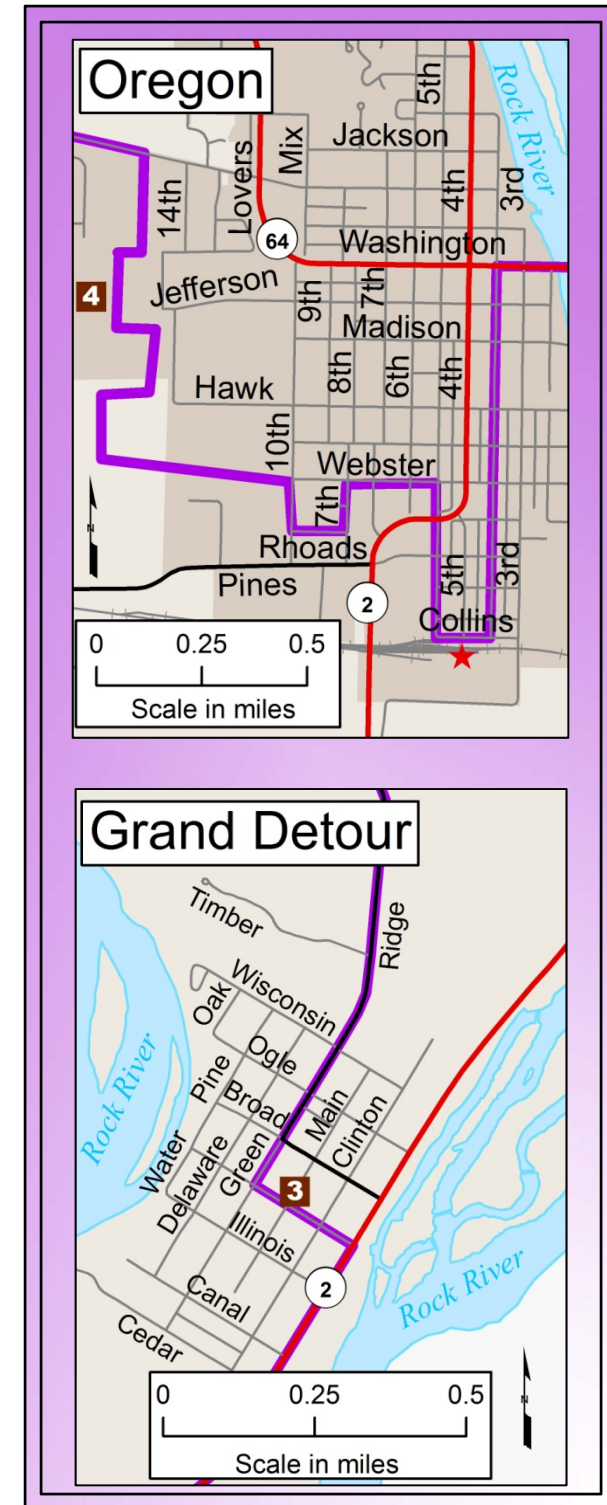 Oregon
Rock River
5th
Lovers
Mix
Jackson
14th
4th
3rd
64
Washington
4
Jefferson
9th
7th
Madison
8th
6th
4th
Hawk
10th
Webster
7th
Rhoads
5th
3rd
Pines
2
Collins
0 0.25 0.5
Scale in miles
N
Grand Detour
Timber
Ridge
Wisconsin
Oak
Ogle
Rock River
Pine
Broad
Main
Clinton
Water
Delaware
Green
3
Illinois
2
Rock River
Canal
Cedar
0 0.25 0.5
Scale in miles
N